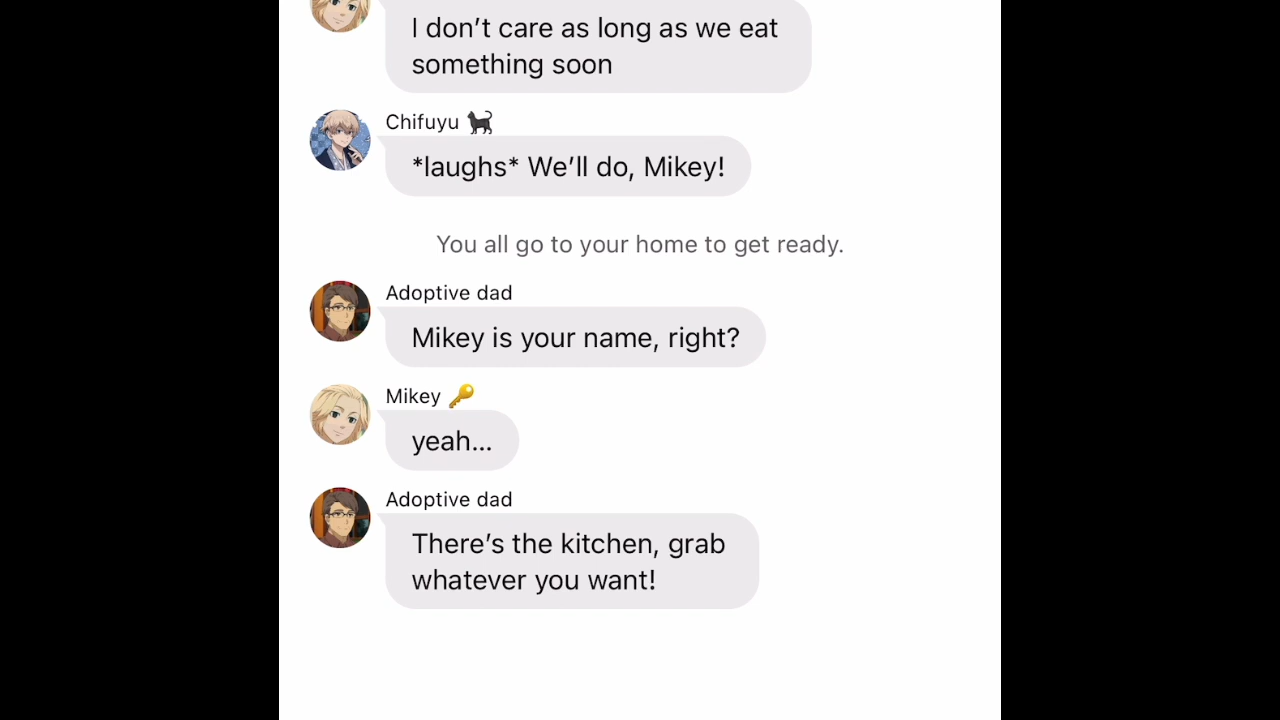 I don’t care as long as we eat
something soon
Chifuyu 🐈‍⬛
*laughs* We’ll do, Mikey!
You all go to your home to get ready.
Adoptive dad
Mikey is your name, right?
Mikey 🔑
yeah...
Adoptive dad
There’s the kitchen, grab
whatever you want!